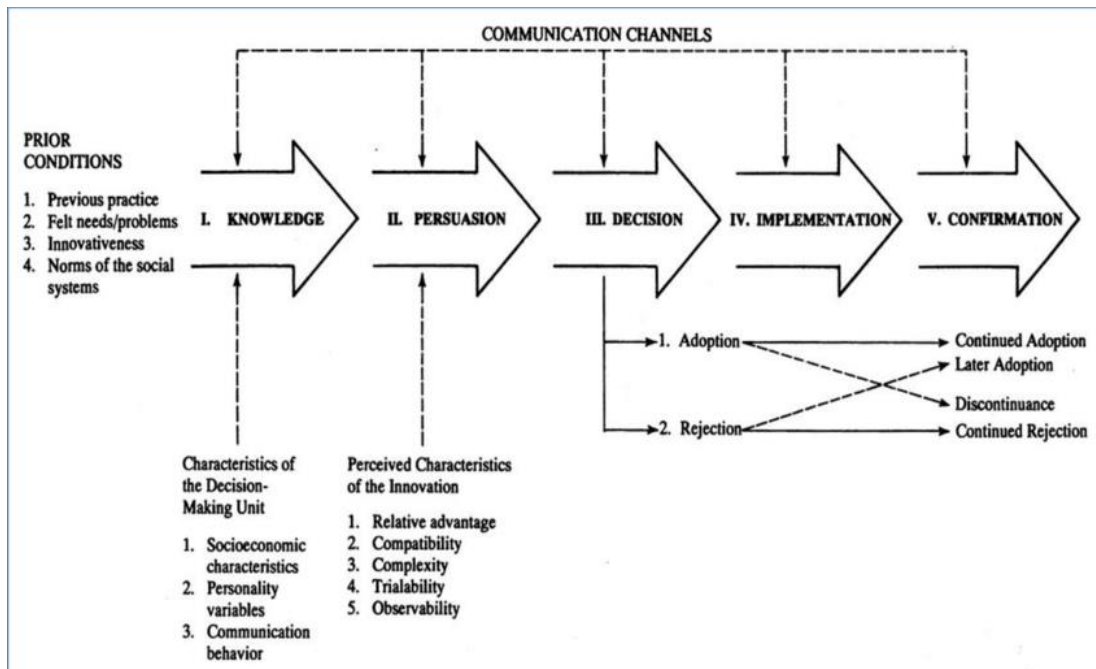 COMMUNICATION CHANNELS
PRIOR
CONDITIONS
1. Previous practice
2. Felt needs/problems
3. Innovativeness
4. Norms of the social
systems
I. KNOWLEDGE
II. PERSUASION
III. DECISION
IV. IMPLEMENTATION
V. CONFIRMATION
1. Adoption
2. Rejection
Continued Adoption
Later Adoption
Discontinuance
Continued Rejection
Characteristics of
the Decision-
Making Unit
1. Socioeconomic
characteristics
2. Personality
variables
3. Communication
behavior
Perceived Characteristics
of the Innovation
1. Relative advantage
2. Compatibility
3. Complexity
4. Trialability
5. Observability